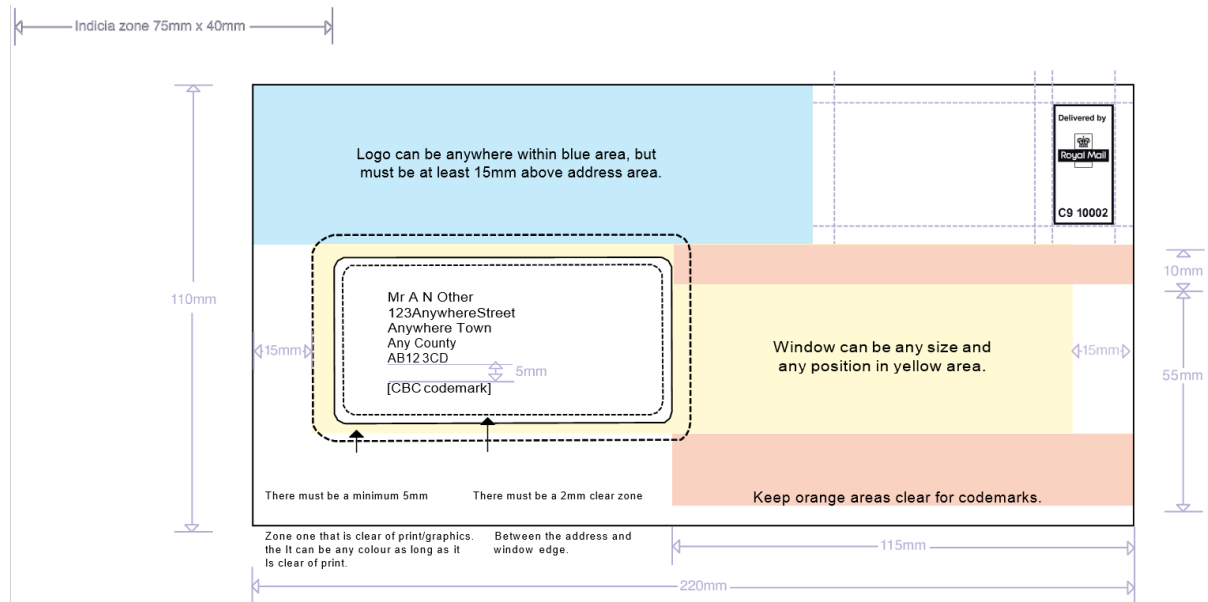 Indicia zone 75mm x 40mm
Logo can be anywhere within blue area, but
must be at least 15mm above address area.
Delivered by
Royal Mail
C9 10002
10mm
110mm
Mr A N Other
123AnywhereStreet
Anywhere Town
Any County
AB12 3CD
5mm
[CBC codemark]
15mm
Window can be any size and
any position in yellow area.
15mm
55mm
There must be a minimum 5mm
There must be a 2mm clear zone
Keep orange areas clear for codemarks.
Zone one that is clear of print/graphics.
the It can be any colour as long as it
Is clear of print.
Between the address and
window edge.
115mm
220mm